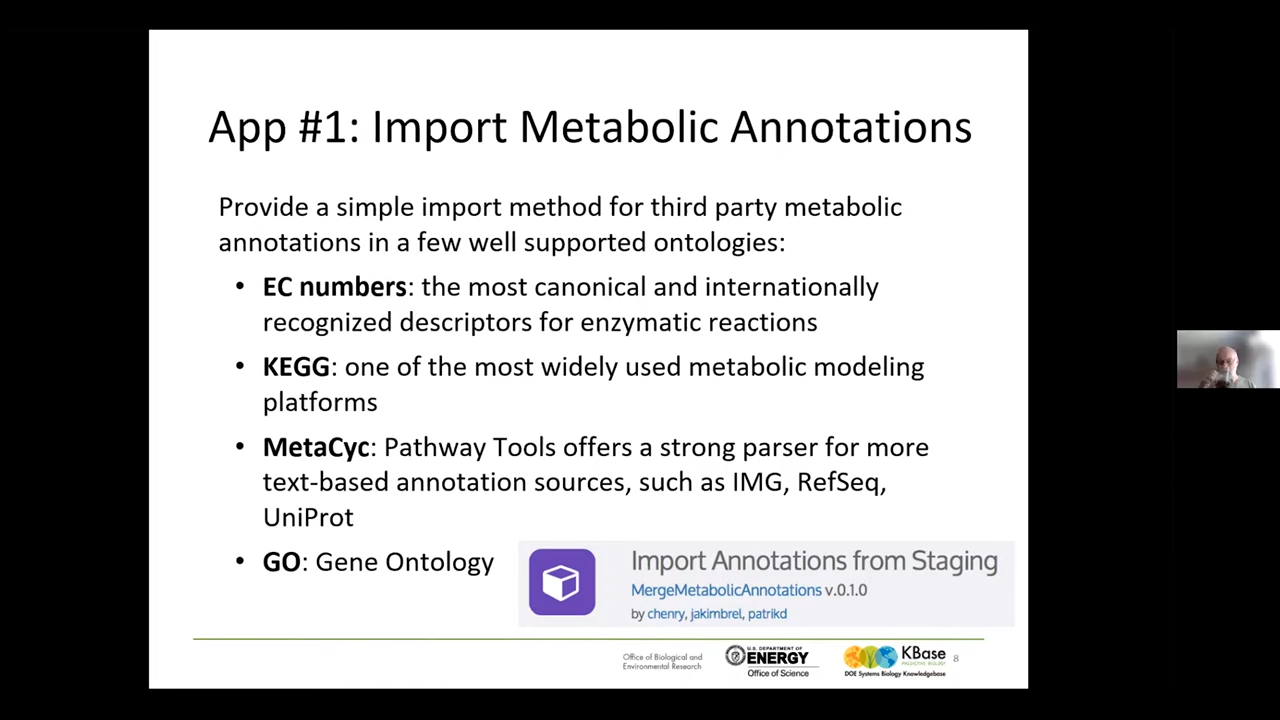 App #1: Import Metabolic Annotations
Provide a simple import method for third party metabolic
annotations in a few well supported ontologies:
• EC numbers: the most canonical and internationally
recognized descriptors for enzymatic reactions
• KEGG: one of the most widely used metabolic modeling
platforms
• MetaCyc: Pathway Tools offers a strong parser for more
text-based annotation sources, such as IMG, RefSeq,
UniProt
• GO: Gene Ontology
Import Annotations from Staging
MergeMetabolicAnnotations v.0.1.0
by chenry, jakimbrel, patrikd
Office of Biological and
Environmental Research
U.S. DEPARTMENT OF
ENERGY
Office of Science
KBase
PREDICTIVE BIOLOGY
DOE Systems Biology Knowledgebase
8